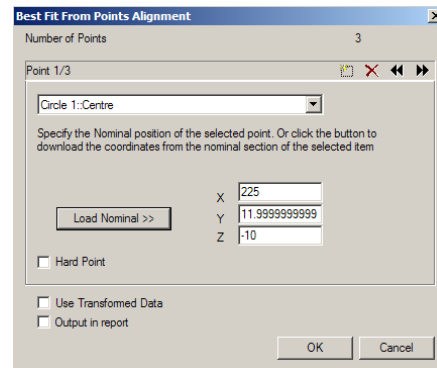 Best Fit From Points Alignment
Number of Points 3
Point 1/3
Circle 1::Centre
Specify the Nominal position of the selected point. Or click the button to
download the coordinates from the nominal section of the selected item
X 225
Load Nominal >> Y 11.9999999999
Z -10
Hard Point
Use Transformed Data
Output in report
OK Cancel